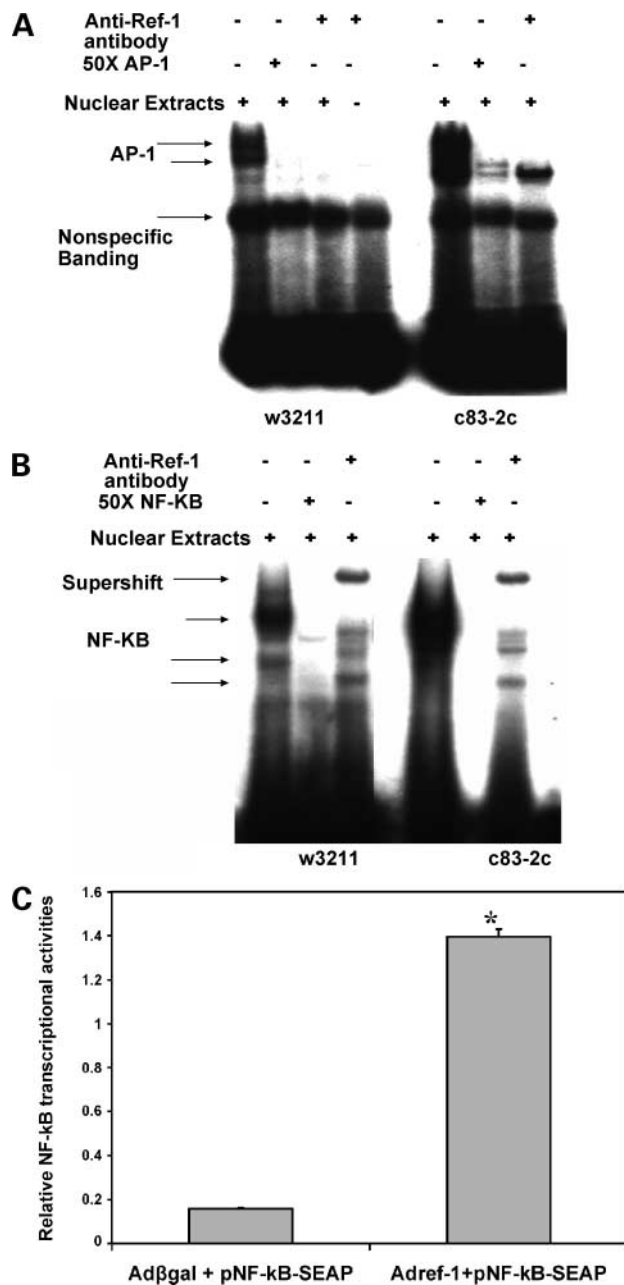 A
Anti-Ref-1 - - + + - - +
antibody
50X AP-1 - + - - - + -
Nuclear Extracts + + + - + + +
AP-1
Nonspecific
Banding
w3211 c83-2c
B
Anti-Ref-1 - - + - - +
antibody
50X NF-KB - + - - + -
Nuclear Extracts + + + + + +
Supershift
NF-KB
w3211 c83-2c
C
Relative NF-kB transcriptional activities
1.6
1.4
1.2
1
0.8
0.6
0.4
0.2
0
*
Adβgal + pNF-kB-SEAP Adref-1+pNF-kB-SEAP